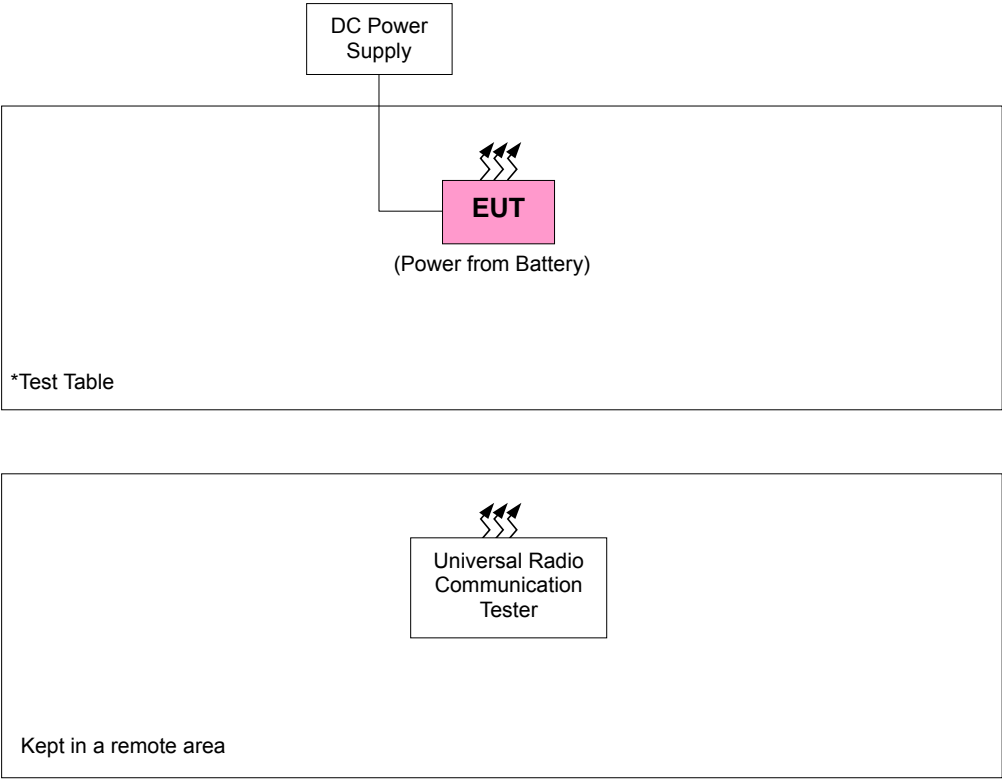 DC Power
Supply
EUT
(Power from Battery)
*Test Table
Universal Radio
Communication
Tester
Kept in a remote area